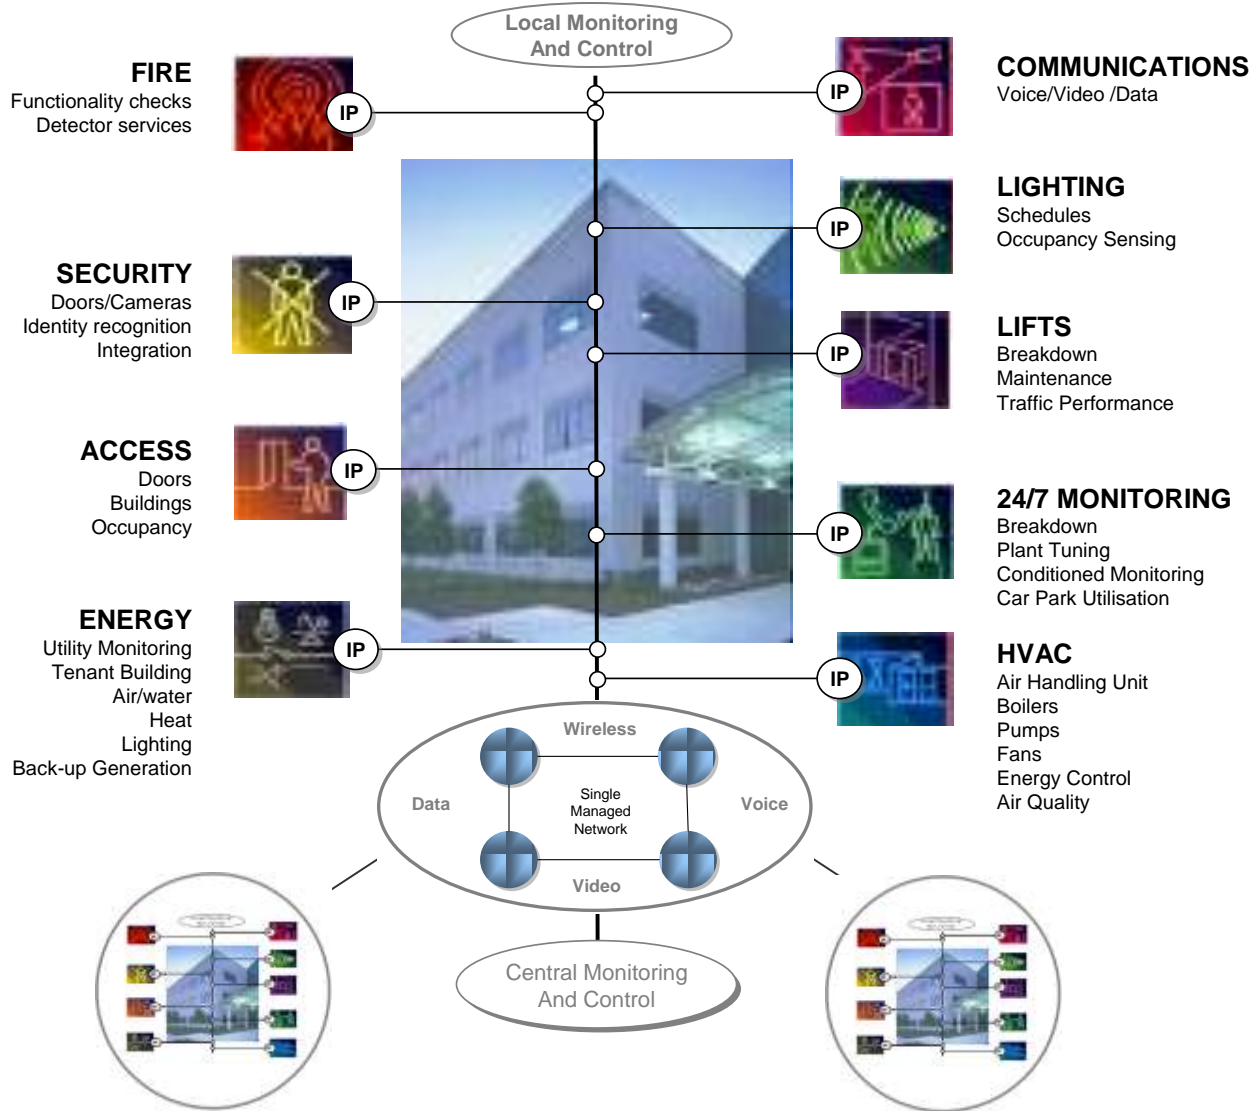 Local Monitoring
And Control
FIRE
Functionality checks
Detector services
IP
SECURITY
Doors/Cameras
Identity recognition
Integration
IP
ACCESS
Doors
Buildings
Occupancy
IP
ENERGY
Utility Monitoring
Tenant Building
Air/water
Heat
Lighting
Back-up Generation
IP
IP
COMMUNICATIONS
Voice/Video /Data
IP
LIGHTING
Schedules
Occupancy Sensing
IP
LIFTS
Breakdown
Maintenance
Traffic Performance
IP
24/7 MONITORING
Breakdown
Plant Tuning
Conditioned Monitoring
Car Park Utilisation
IP
HVAC
Air Handling Unit
Boilers
Pumps
Fans
Energy Control
Air Quality
Wireless
Data
Single
Managed
Network
Voice
Video
Central Monitoring
And Control